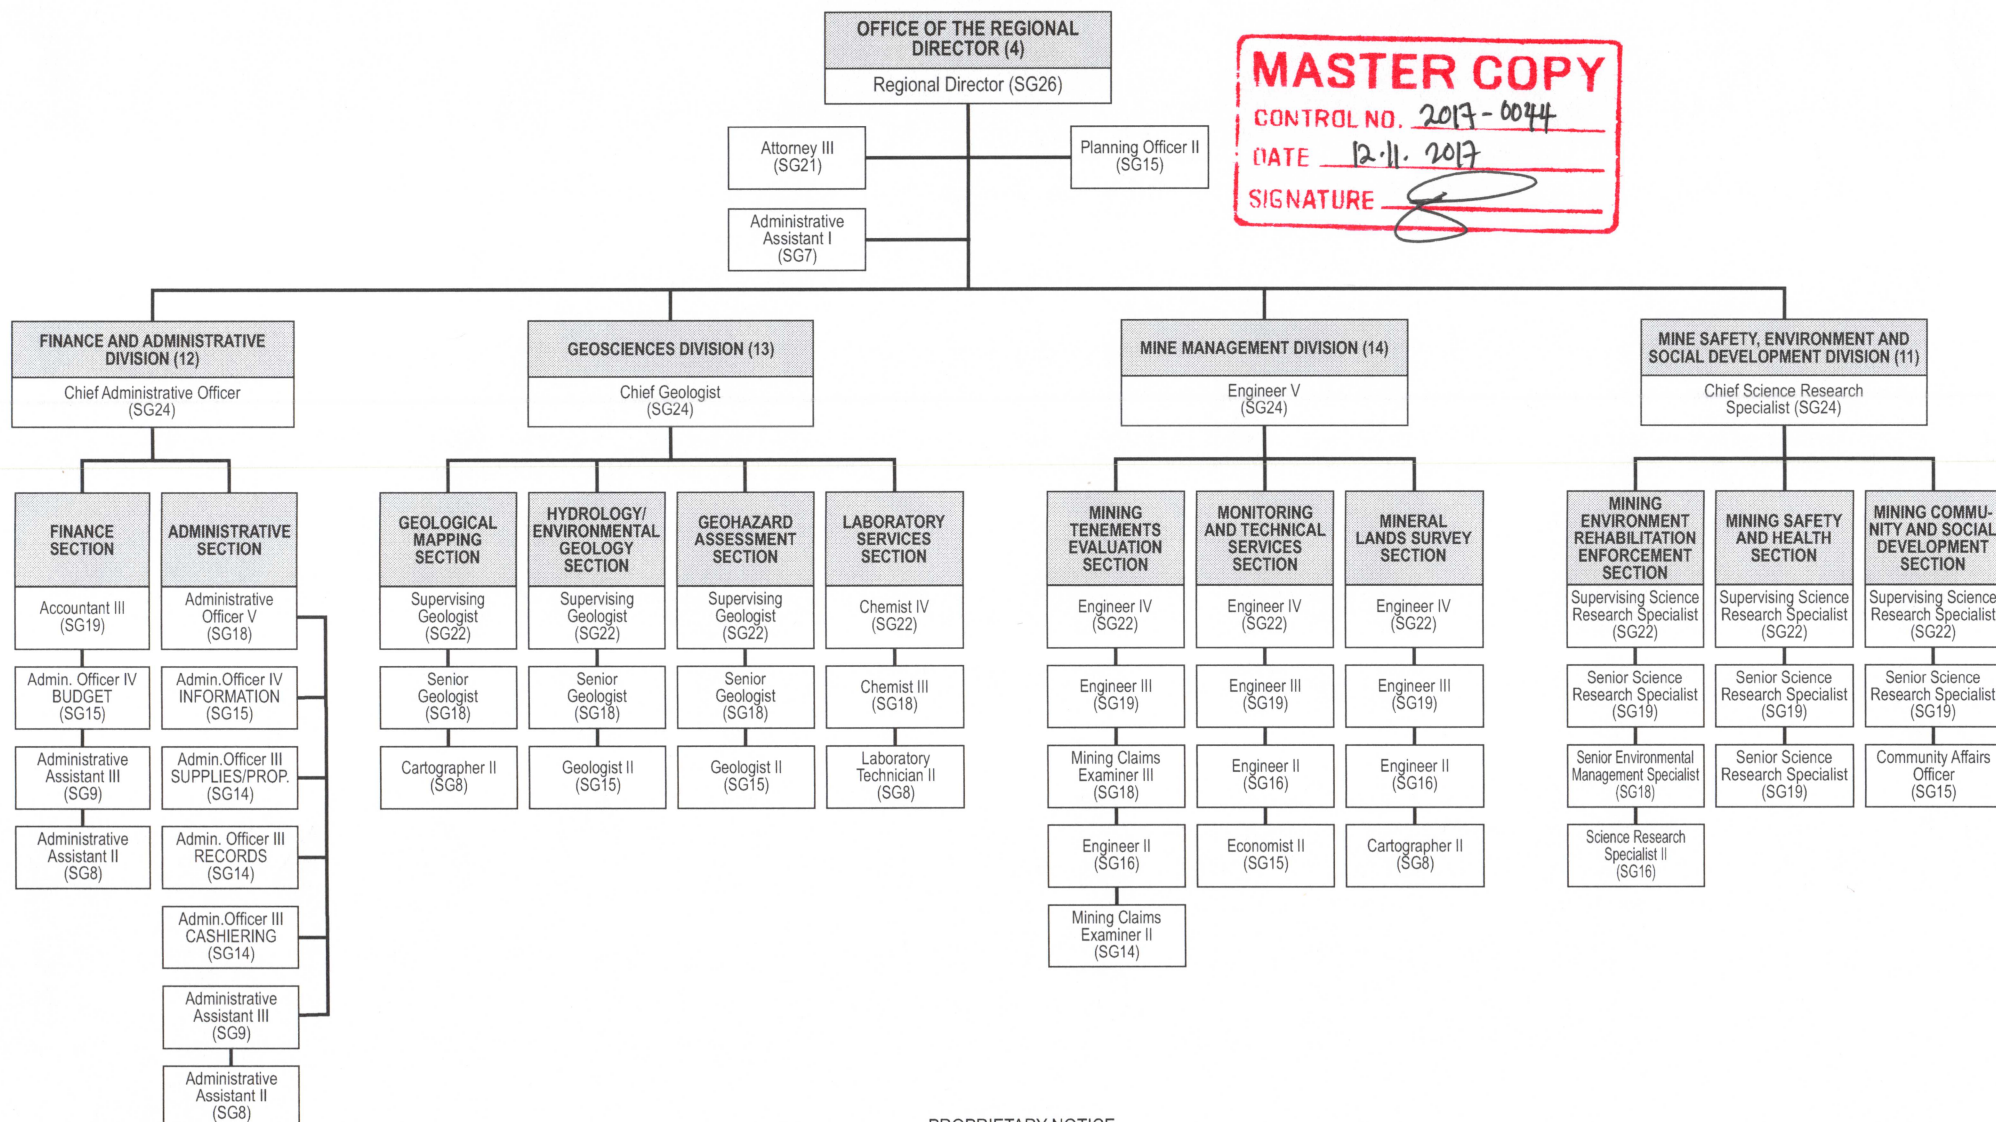 OFFICE OF THE REGIONAL
DIRECTOR (4)
Regional Director (SG26)
MASTER COPY
CONTROL NO. 2017-0044
DATE 12.11.2017
SIGNATURE
Attorney III
(SG21)
Planning Officer II
(SG15)
Administrative
Assistant I
(SG7)
FINANCE AND ADMINISTRATIVE
DIVISION (12)
Chief Administrative Officer
(SG24)
GEOSCIENCES DIVISION (13)
Chief Geologist
(SG24)
MINE MANAGEMENT DIVISION (14)
Engineer V
(SG24)
MINE SAFETY, ENVIRONMENT AND
SOCIAL DEVELOPMENT DIVISION (11)
Chief Science Research
Specialist (SG24)
FINANCE
SECTION
Accountant III
(SG19)
Admin. Officer IV
BUDGET
(SG15)
Administrative
Assistant III
(SG9)
Administrative
Assistant II
(SG8)
ADMINISTRATIVE
SECTION
Administrative
Officer V
(SG18)
Admin.Officer IV
INFORMATION
(SG15)
Admin.Officer III
SUPPLIES/PROP.
(SG14)
Admin. Officer III
RECORDS
(SG14)
Admin.Officer III
CASHIERING
(SG14)
Administrative
Assistant III
(SG9)
Administrative
Assistant II
(SG8)
GEOLOGICAL
MAPPING
SECTION
Supervising
Geologist
(SG22)
Senior
Geologist
(SG18)
Cartographer II
(SG8)
HYDROLOGY/
ENVIRONMENTAL
GEOLOGY
SECTION
Supervising
Geologist
(SG22)
Senior
Geologist
(SG18)
Geologist II
(SG15)
GEOHAZARD
ASSESSMENT
SECTION
Supervising
Geologist
(SG22)
Senior
Geologist
(SG18)
Geologist II
(SG15)
LABORATORY
SERVICES
SECTION
Chemist IV
(SG22)
Chemist III
(SG18)
Laboratory
Technician II
(SG8)
MINING
TENEMENTS
EVALUATION
SECTION
Engineer IV
(SG22)
Engineer III
(SG19)
Mining Claims
Examiner III
(SG18)
Engineer II
(SG16)
Mining Claims
Examiner II
(SG14)
MONITORING
AND TECHNICAL
SERVICES
SECTION
Engineer IV
(SG22)
Engineer III
(SG19)
Engineer II
(SG16)
Economist II
(SG15)
MINERAL
LANDS SURVEY
SECTION
Engineer IV
(SG22)
Engineer III
(SG19)
Engineer II
(SG16)
Cartographer II
(SG8)
MINING
ENVIRONMENT
REHABILITATION
ENFORCEMENT
SECTION
Supervising Science
Research Specialist
(SG22)
Senior Science
Research Specialist
(SG19)
Senior Environmental
Management Specialist
(SG18)
Science Research
Specialist II
(SG16)
MINING SAFETY
AND HEALTH
SECTION
Supervising Science
Research Specialist
(SG22)
Senior Science
Research Specialist
(SG19)
Senior Science
Research Specialist
(SG19)
MINING COMMU-
NITY AND SOCIAL
DEVELOPMENT
SECTION
Supervising Science
Research Specialist
(SG22)
Senior Science
Research Specialist
(SG19)
Community Affairs
Officer
(SG15)
PROPRIETARY NOTICE